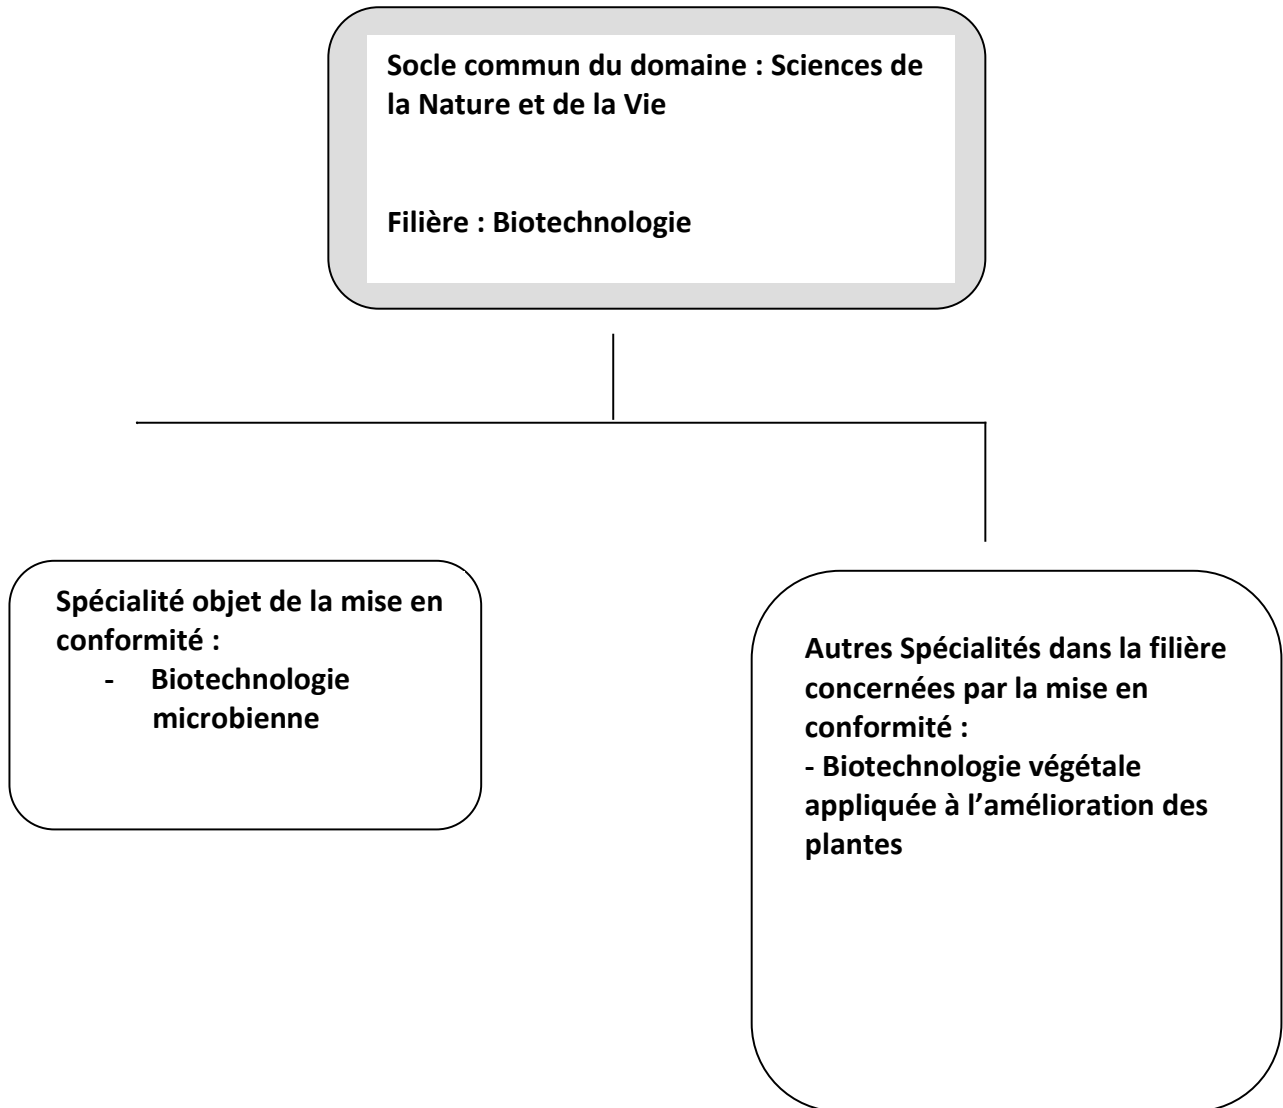 Socle commun du domaine : Sciences de
la Nature et de la Vie
Filière : Biotechnologie
Spécialité objet de la mise en
conformité :
- Biotechnologie
microbienne
Autres Spécialités dans la filière
concernées par la mise en
conformité :
- Biotechnologie végétale
appliquée à l’amélioration des
plantes